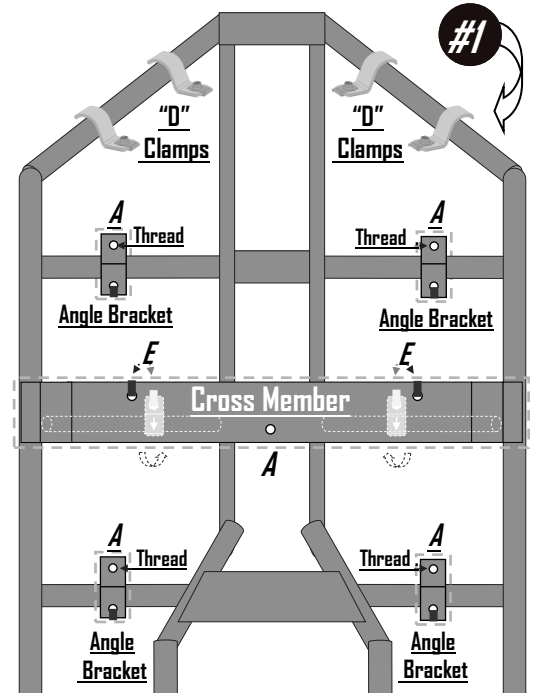 #1
"D"
Clamps
"D"
Clamps
A
Thread
A
Thread
Angle Bracket
Angle Bracket
E
E
Cross Member
A
A
Thread
A
Thread
Angle
Bracket
Angle
Bracket